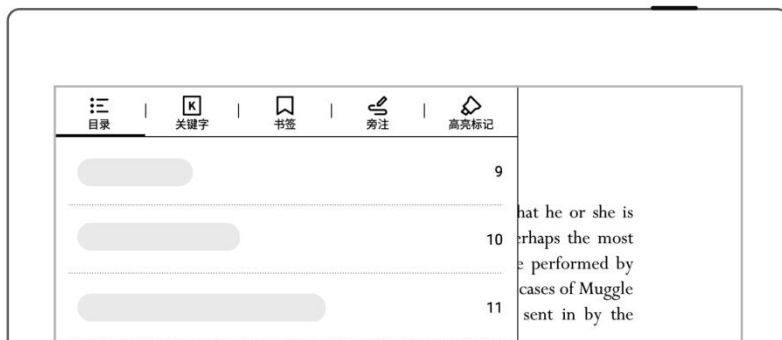 目录 | 关键字 | 书签 | 旁注 | 高亮标记
9
hat he or she is
10
rhaps the most
e performed by
cases of Muggle
11
sent in by the